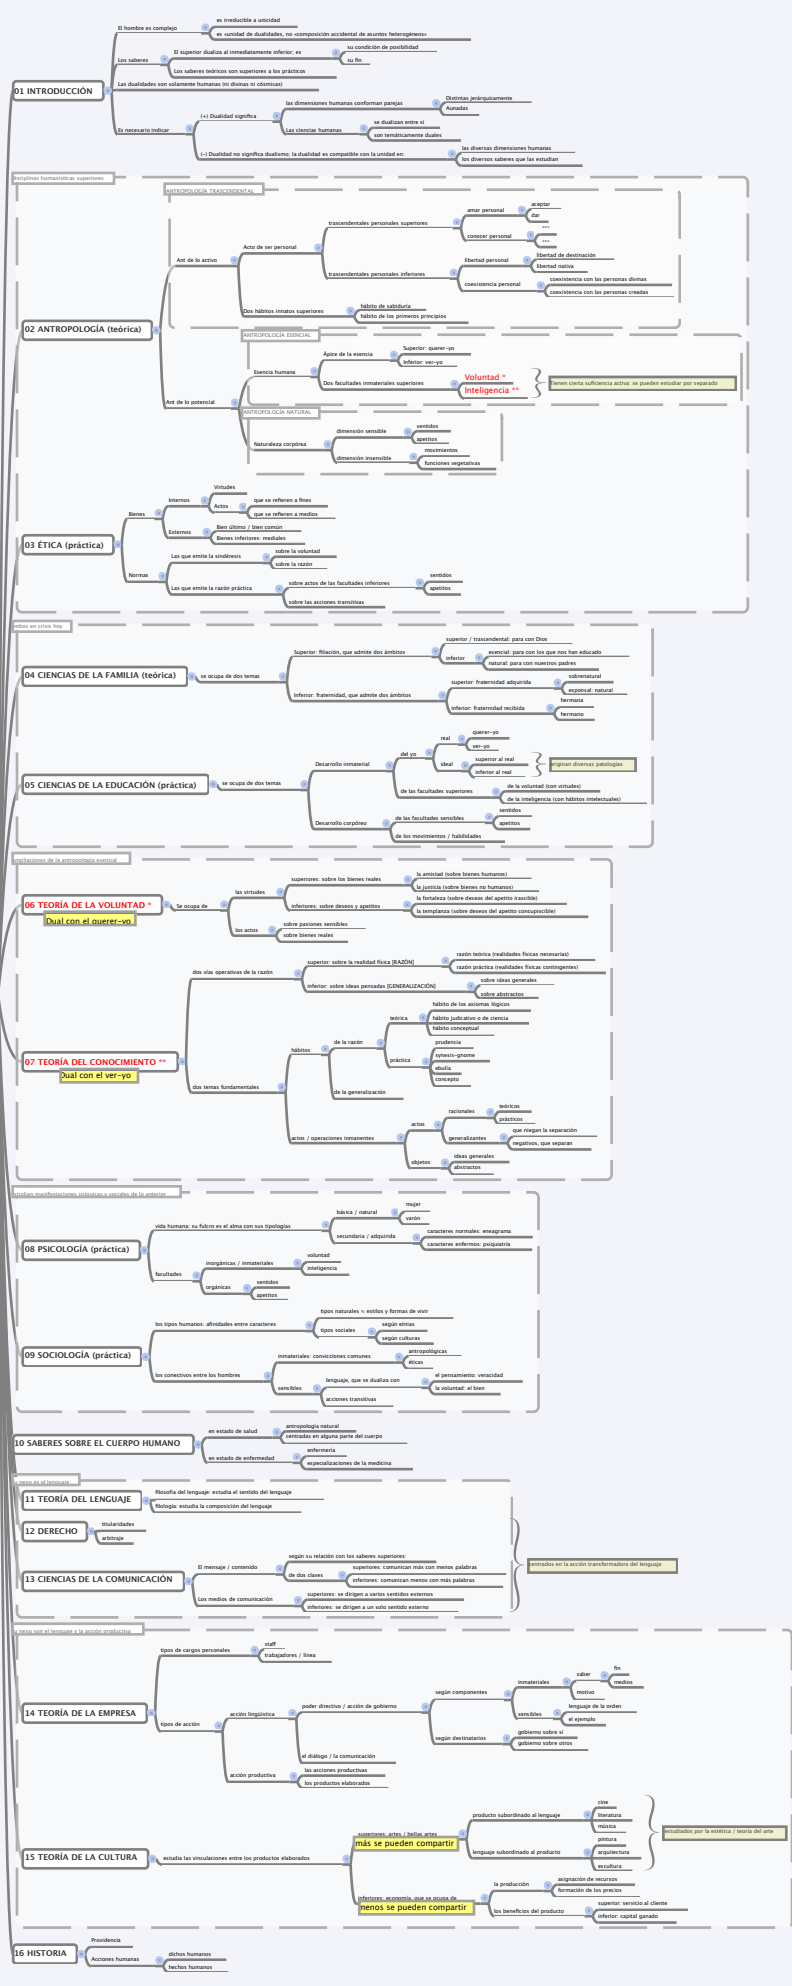 El hombre es complejo
es irreducible a unicidad
es «unidad de dualidades, no «composición accidental de asuntos heterogéneos»
01 INTRODUCCIÓN
Los saberes
El superior dualiza al inmediatamente inferior; es
su condición de posibilidad
su fin
Los saberes teóricos son superiores a los prácticos
Las dualidades son solamente humanas (ni divinas ni cósmicas)
Es necesario indicar
(+) Dualidad significa
las dimensiones humanas conforman parejas
Distintas jerárquicamente
Aunadas
Las ciencias humanas
se dualizan entre sí
son temáticamente duales
(-) Dualidad no significa dualismo; la dualidad es compatible con la unidad en:
las diversas dimensiones humanas
los diversos saberes que las estudian
disciplinas humanísticas superiores
ANTROPOLOGÍA TRASCENDENTAL
02 ANTROPOLOGÍA (teórica)
Ant de lo activo
Acto de ser personal
trascendentales personales superiores
amar personal
aceptar
dar
conocer personal
***
***
trascendentales personales inferiores
libertad personal
libertad de destinación
libertad nativa
coexistencia personal
coexistencia con las personas divinas
coexistencia con las personas creadas
Dos hábitos innatos superiores
hábito de sabiduría
hábito de los primeros principios
ANTROPOLOGÍA ESENCIAL
Ant de lo potencial
Esencia humana
Ápice de la esencia
Superior: querer-yo
Inferior: ver-yo
Dos facultades inmateriales superiores
Voluntad *
Inteligencia **
Tienen cierta suficiencia activa: se pueden estudiar por separado
ANTROPOLOGÍA NATURAL
Naturaleza corpórea
dimensión sensible
sentidos
apetitos
dimensión insensible
movimientos
funciones vegetativas
03 ÉTICA (práctica)
Bienes
Internos
Virtudes
Actos
que se refieren a fines
que se refieren a medios
Externos
Bien último / bien común
Bienes inferiores: mediales
Normas
Las que emite la sindéresis
sobre la voluntad
sobre la razón
Las que emite la razón práctica
sobre actos de las facultades inferiores
sentidos
apetitos
sobre las acciones transitivas
mbos en crisis hoy
04 CIENCIAS DE LA FAMILIA (teórica)
se ocupa de dos temas
Superior: filiación, que admite dos ámbitos
superior / trascendental: para con Dios
inferior
esencial: para con los que nos han educado
natural: para con nuestros padres
Inferior: fraternidad, que admite dos ámbitos
superior: fraternidad adquirida
sobrenatural
esponsal: natural
inferior: fraternidad recibida
hermana
hermano
05 CIENCIAS DE LA EDUCACIÓN (práctica)
se ocupa de dos temas
Desarrollo inmaterial
del yo
real
querer-yo
ver-yo
ideal
superior al real
inferior al real
originan diversas patologías
de las facultades superiores
de la voluntad (con virtudes)
de la inteligencia (con hábitos intelectuales)
Desarrollo corpóreo
de las facultades sensibles
sentidos
apetitos
de los movimientos / habilidades
mpliaciones de la antropología esencial
06 TEORÍA DE LA VOLUNTAD *
Dual con el querer-yo
Se ocupa de
las virtudes
superiores: sobre los bienes reales
la amistad (sobre bienes humanos)
la justicia (sobre bienes no humanos)
inferiores: sobre deseos y apetitos
la fortaleza (sobre deseos del apetito irascible)
la templanza (sobre deseos del apetito concupiscible)
los actos
sobre pasiones sensibles
sobre bienes reales
07 TEORÍA DEL CONOCIMIENTO **
Dual con el ver-yo
dos vías operativas de la razón
superior: sobre la realidad física [RAZÓN]
razón teórica (realidades físicas necesarias)
razón práctica (realidades físicas contingentes)
inferior: sobre ideas pensadas [GENERALIZACIÓN]
sobre ideas generales
sobre abstractos
dos temas fundamentales
hábitos
de la razón
teórica
hábito de los axiomas lógicos
hábito judicativo o de ciencia
hábito conceptual
práctica
prudencia
synesis-gnome
ebulia
concepto
de la generalización
actos / operaciones inmanentes
actos
racionales
teóricos
prácticos
generalizantes
que niegan la separación
negativos, que separan
objetos
ideas generales
abstractos
studian manifestaciones psíquicas y sociales de lo anterior
08 PSICOLOGÍA (práctica)
vida humana: su fulcro es el alma con sus tipologías
básica / natural
mujer
varón
secundaria / adquirida
caracteres normales: eneagrama
caracteres enfermos: psiquiatría
facultades
inorgánicas / inmateriales
voluntad
inteligencia
orgánicas
sentidos
apetitos
09 SOCIOLOGÍA (práctica)
los tipos humanos: afinidades entre caracteres
tipos naturales = estilos y formas de vivir
tipos sociales
según etnias
según culturas
los conectivos entre los hombres
inmateriales: convicciones comunes
antropológicas
éticas
sensibles
lenguaje, que se dualiza con
el pensamiento: veracidad
la voluntad: el bien
acciones transitivas
10 SABERES SOBRE EL CUERPO HUMANO
en estado de salud
antropología natural
centradas en alguna parte del cuerpo
en estado de enfermedad
enfermería
especializaciones de la medicina
u nexo es el lenguaje
11 TEORÍA DEL LENGUAJE
filosofía del lenguaje: estudia el sentido del lenguaje
filología: estudia la composición del lenguaje
12 DERECHO
titularidades
arbitraje
13 CIENCIAS DE LA COMUNICACIÓN
El mensaje / contenido
según su relación con los saberes superiores:
de dos clases
superiores: comunican más con menos palabras
inferiores: comunican menos con más palabras
Los medios de comunicación
superiores: se dirigen a varios sentidos externos
inferiores: se dirigen a un solo sentido externo
centrados en la acción transformadora del lenguaje
u nexo son el lenguaje y la acción productiva
14 TEORÍA DE LA EMPRESA
tipos de cargos personales
staff
trabajadores / línea
tipos de acción
acción lingüística
poder directivo / acción de gobierno
según componentes
inmateriales
saber
fin
medios
motivo
sensibles
lenguaje de la orden
el ejemplo
según destinatarios
gobierno sobre sí
gobierno sobre otros
el diálogo / la comunicación
acción productiva
las acciones productivas
los productos elaborados
15 TEORÍA DE LA CULTURA
estudia las vinculaciones entre los productos elaborados
superiores: artes / bellas artes
más se pueden compartir
producto subordinado al lenguaje
cine
literatura
música
lenguaje subordinado al producto
pintura
arquitectura
escultura
estudiados por la estética / teoría del arte
inferiores: economía, que se ocupa de
menos se pueden compartir
la producción
asignación de recursos
formación de los precios
los beneficios del producto
superior: servicio al cliente
inferior: capital ganado
16 HISTORIA
Providencia
Acciones humanas
dichos humanos
hechos humanos